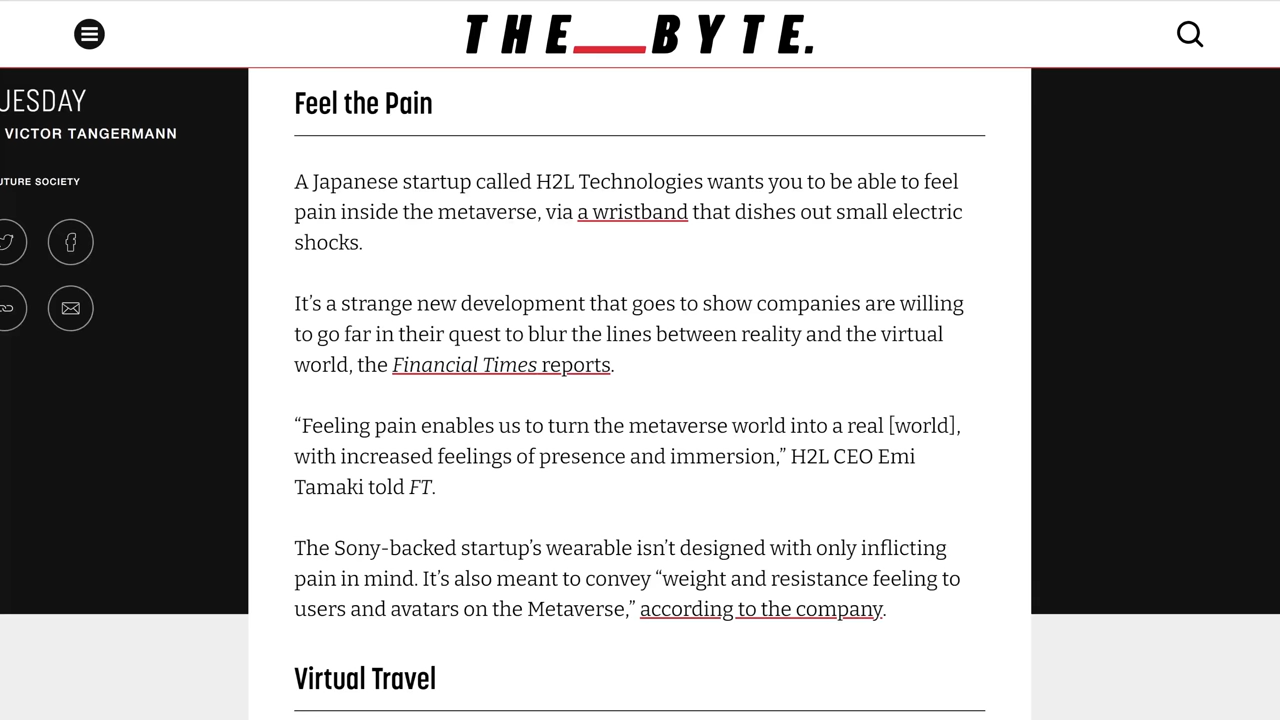 THE__BYTE.
UESDAY
VICTOR TANGERMANN
UTURE SOCIETY
Feel the Pain
A Japanese startup called H2L Technologies wants you to be able to feel
pain inside the metaverse, via a wristband that dishes out small electric
shocks.
It’s a strange new development that goes to show companies are willing
to go far in their quest to blur the lines between reality and the virtual
world, the Financial Times reports.
“Feeling pain enables us to turn the metaverse world into a real [world],
with increased feelings of presence and immersion,” H2L CEO Emi
Tamaki told FT.
The Sony-backed startup’s wearable isn’t designed with only inflicting
pain in mind. It’s also meant to convey “weight and resistance feeling to
users and avatars on the Metaverse,” according to the company.
Virtual Travel